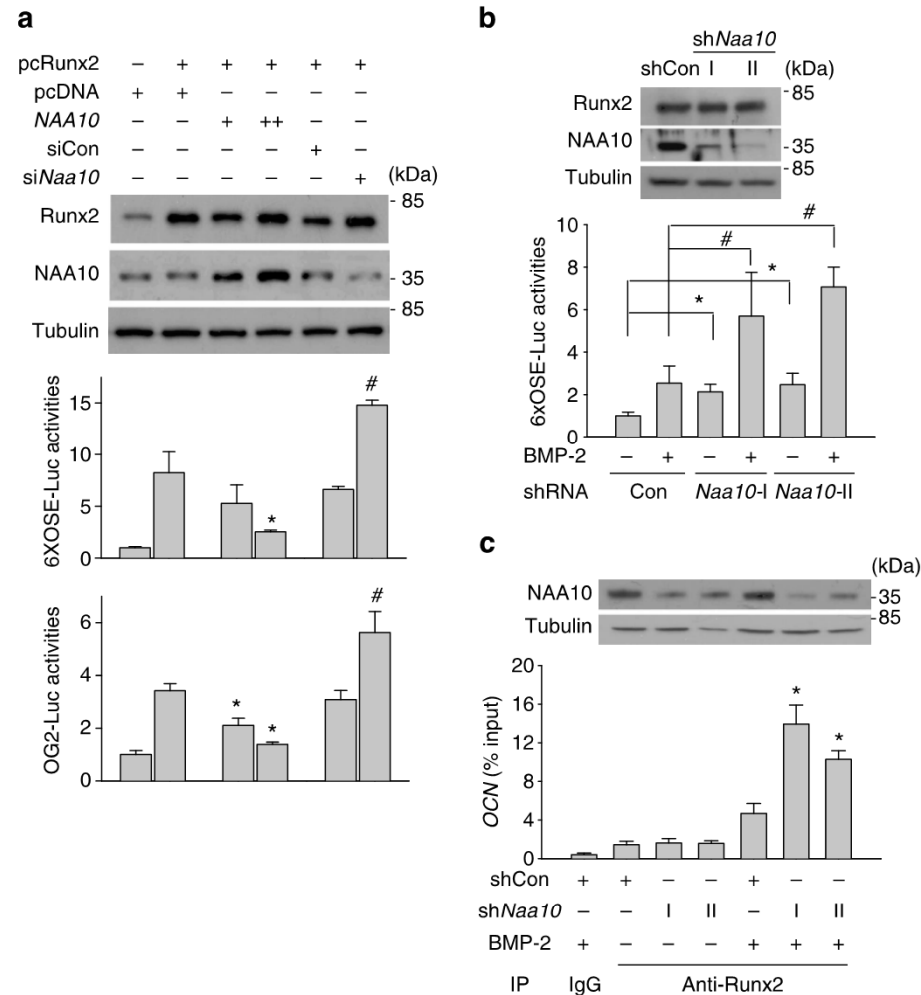 a
pcRunx2 – + + + + +
pcDNA + + – – – –
NAA10 – – + ++ – –
siCon – – – – + –
siNaa10 – – – – – + (kDa)
Runx2 - 85
NAA10 - 35
- 85
Tubulin
6XOSE-Luc activities
15
10
5
0
* #
OG2-Luc activities
6
4
2
0
* * #
b
shNaa10
shCon I II (kDa)
Runx2 - 85
NAA10 - 35
- 85
Tubulin
6xOSE-Luc activities
10
8
6
4
2
0
* # * #
BMP-2 – + – + – +
shRNA Con Naa10-I Naa10-II
c
(kDa)
NAA10 - 35
- 85
Tubulin
OCN (% input)
20
16
12
8
4
0
* *
shCon + + – – + – –
shNaa10 – – I II – I II
BMP-2 + – – – + + +
IP IgG Anti-Runx2